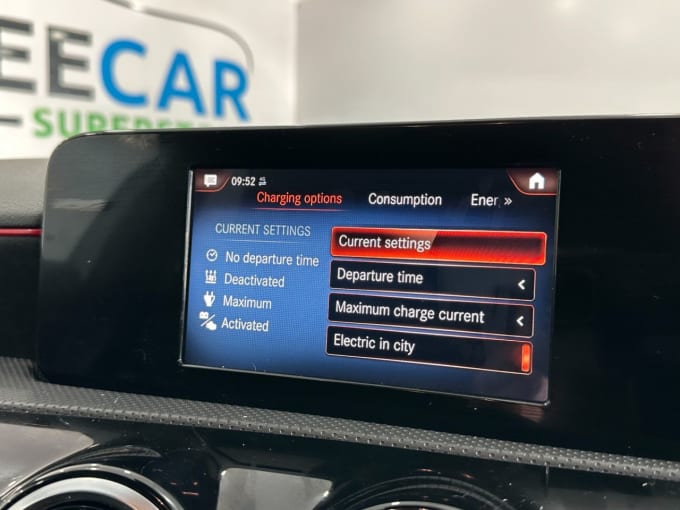 EECAR
09:52
Charging options Consumption Ener »
CURRENT SETTINGS
No departure time
Deactivated
Maximum
Activated
Current settings
Departure time
Maximum charge current
Electric in city